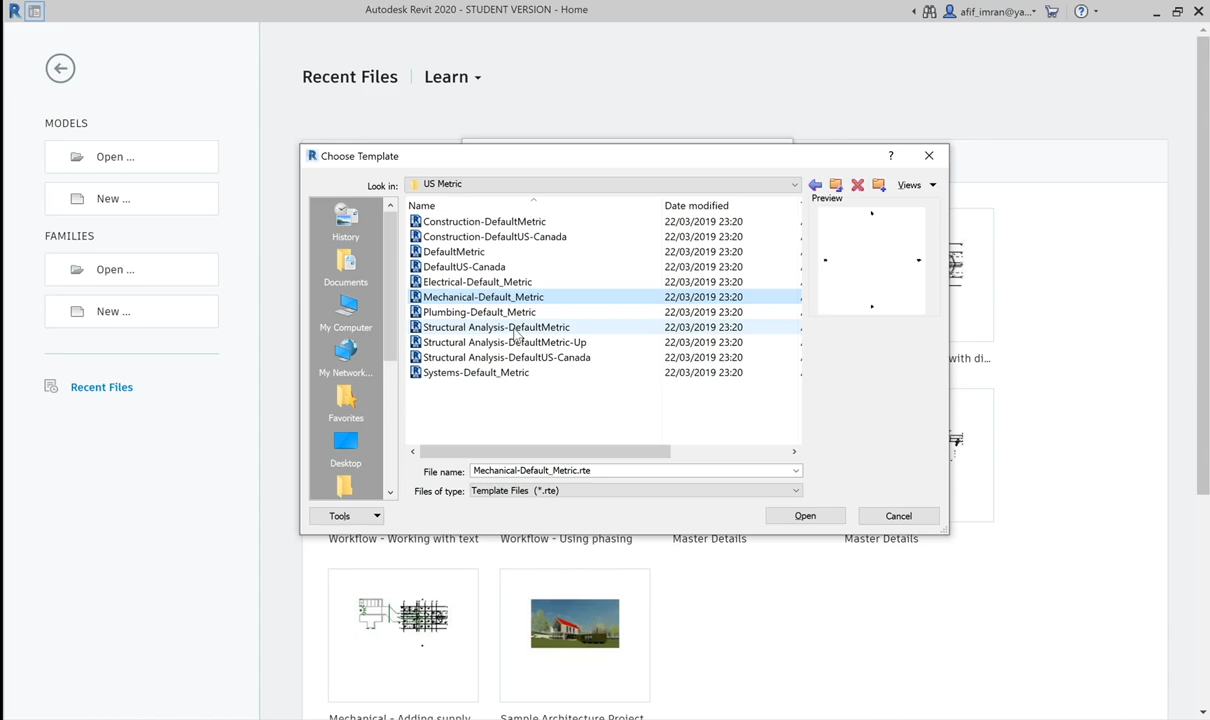 Autodesk Revit 2020 - STUDENT VERSION - Home
afif_imran@ya...
Recent Files
Learn
MODELS
Open ...
New ...
FAMILIES
Open ...
New ...
Recent Files
Choose Template
Look in:
US Metric
Views
Preview
Name
Date modified
Construction-DefaultMetric 22/03/2019 23:20
Construction-DefaultUS-Canada 22/03/2019 23:20
DefaultMetric 22/03/2019 23:20
DefaultUS-Canada 22/03/2019 23:20
Electrical-Default_Metric 22/03/2019 23:20
Mechanical-Default_Metric 22/03/2019 23:20
Plumbing-Default_Metric 22/03/2019 23:20
Structural Analysis-DefaultMetric 22/03/2019 23:20
Structural Analysis-DefaultMetric-Up 22/03/2019 23:20
Structural Analysis-DefaultUS-Canada 22/03/2019 23:20
Systems-Default_Metric 22/03/2019 23:20
History
Documents
My Computer
My Network...
Favorites
Desktop
File name: Mechanical-Default_Metric.rte
Files of type: Template Files (*.rte)
Tools
Open
Cancel
with di...
Workflow - Working with text
Workflow - Using phasing
Master Details
Master Details
Mechanical - Adding supply
Sample Architecture Project